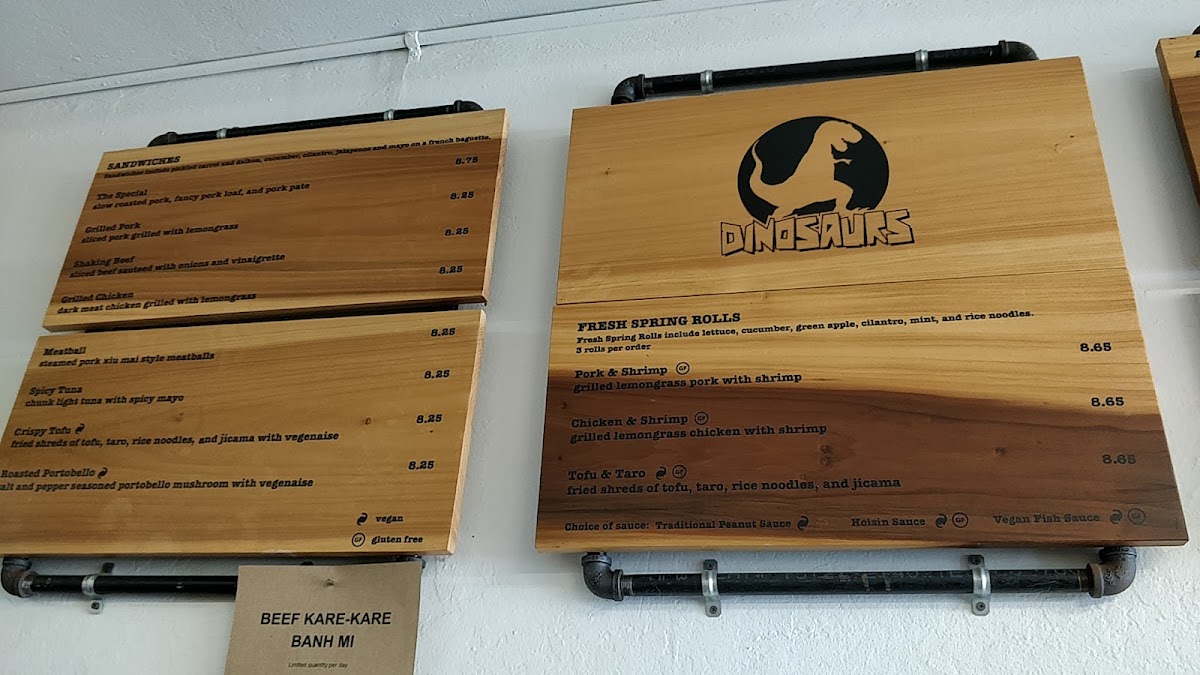 SANDWICHES
Sandwiches include pickled carrot and daikon, cucumber, cilantro, jalapenos and mayo on a french baguette.
The Special 8.75
slow roasted pork, fancy pork loaf, and pork pate
Grilled Pork 8.25
sliced pork grilled with lemongrass
Shaking Beef 8.25
sliced beef sauteed with onions and vinaigrette
Grilled Chicken 8.25
dark meat chicken grilled with lemongrass
Meatball 8.25
steamed pork xiu mai style meatballs
Spicy Tuna 8.25
chunk light tuna with spicy mayo
Crispy Tofu 8.25
fried shreds of tofu, taro, rice noodles, and jicama with vegenaise
Roasted Portobello 8.25
salt and pepper seasoned portobello mushroom with vegenaise
vegan
GF gluten free
BEEF KARE-KARE
BANH MI
Limited quantity per day
DINOSAURS
FRESH SPRING ROLLS
Fresh Spring Rolls include lettuce, cucumber, green apple, cilantro, mint, and rice noodles.
3 rolls per order
Pork & Shrimp GF 8.65
grilled lemongrass pork with shrimp
Chicken & Shrimp GF 8.65
grilled lemongrass chicken with shrimp
Tofu & Taro GF 8.65
fried shreds of tofu, taro, rice noodles, and jicama
Choice of sauce: Traditional Peanut Sauce Hoisin Sauce GF Vegan Fish Sauce GF